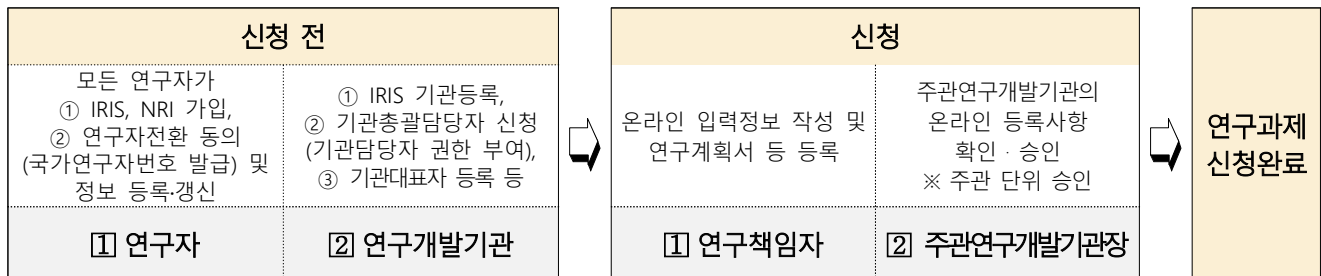 신청 전
모든 연구자가
① IRIS, NRI 가입,
② 연구자전환 동의
(국가연구자번호 발급) 및
정보 등록·갱신
① IRIS 기관등록,
② 기관총괄담당자 신청
(기관담당자 권한 부여),
③ 기관대표자 등록 등
1 연구자
2 연구개발기관
신청
온라인 입력정보 작성 및
연구계획서 등 등록
주관연구개발기관의
온라인 등록사항
확인 · 승인
※ 주관 단위 승인
1 연구책임자
2 주관연구개발기관장
연구과제
신청완료